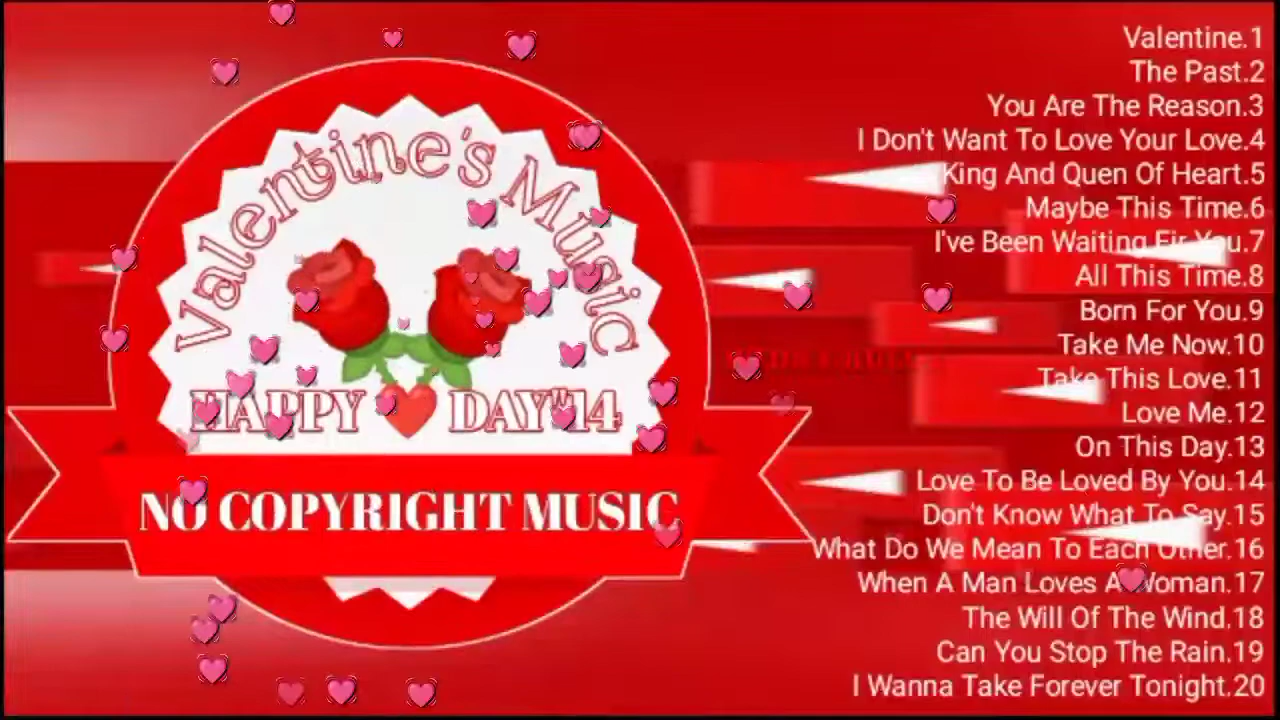 Valentine's Music
HAPPY DAY"14
NO COPYRIGHT MUSIC
Valentine.1
The Past.2
You Are The Reason.3
I Don't Want To Love Your Love.4
King And Quen Of Heart.5
Maybe This Time.6
I've Been Waiting Fir You.7
All This Time.8
Born For You.9
Take Me Now.10
Take This Love.11
Love Me.12
On This Day.13
Love To Be Loved By You.14
Don't Know What To Say.15
What Do We Mean To Each Other.16
When A Man Loves A Woman.17
The Will Of The Wind.18
Can You Stop The Rain.19
I Wanna Take Forever Tonight.20